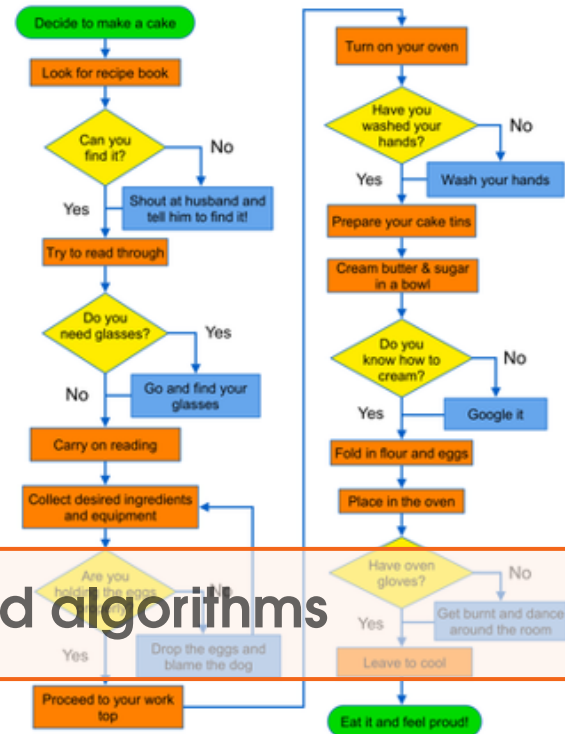 Decide to make a cake
Look for recipe book
Can you
find it?
No
Shout at husband and
tell him to find it!
Yes
Try to read through
Do you
need glasses?
Yes
Go and find your
glasses
No
Carry on reading
Collect desired ingredients
and equipment
Are you
holding the eggs
No
Drop the eggs and
blame the dog
Yes
Proceed to your work
top
Turn on your oven
Have you
washed your
hands?
No
Wash your hands
Yes
Prepare your cake tins
Cream butter & sugar
in a bowl
Do you
know how to
cream?
No
Google it
Yes
Fold in flour and eggs
Place in the oven
Have oven
gloves?
No
Get burnt and dance
around the room
Yes
Leave to cool
Eat it and feel proud!
d algorithms